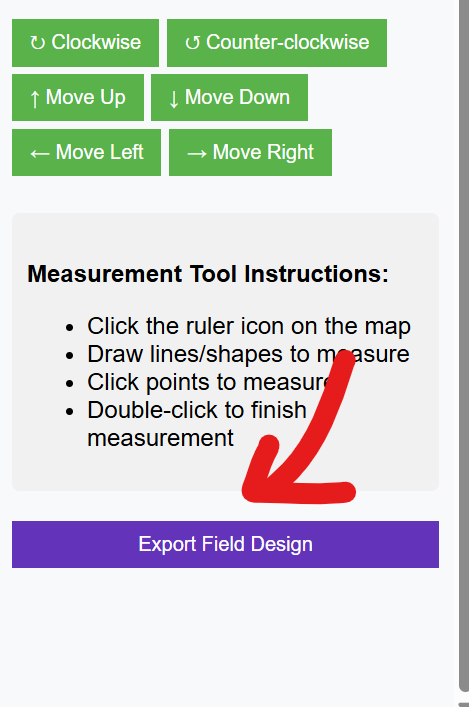 ↻ Clockwise ↺ Counter-clockwise
↑ Move Up ↓ Move Down
← Move Left → Move Right
Measurement Tool Instructions:
• Click the ruler icon on the map
• Draw lines/shapes to measure
• Click points to measure
• Double-click to finish
measurement
Export Field Design